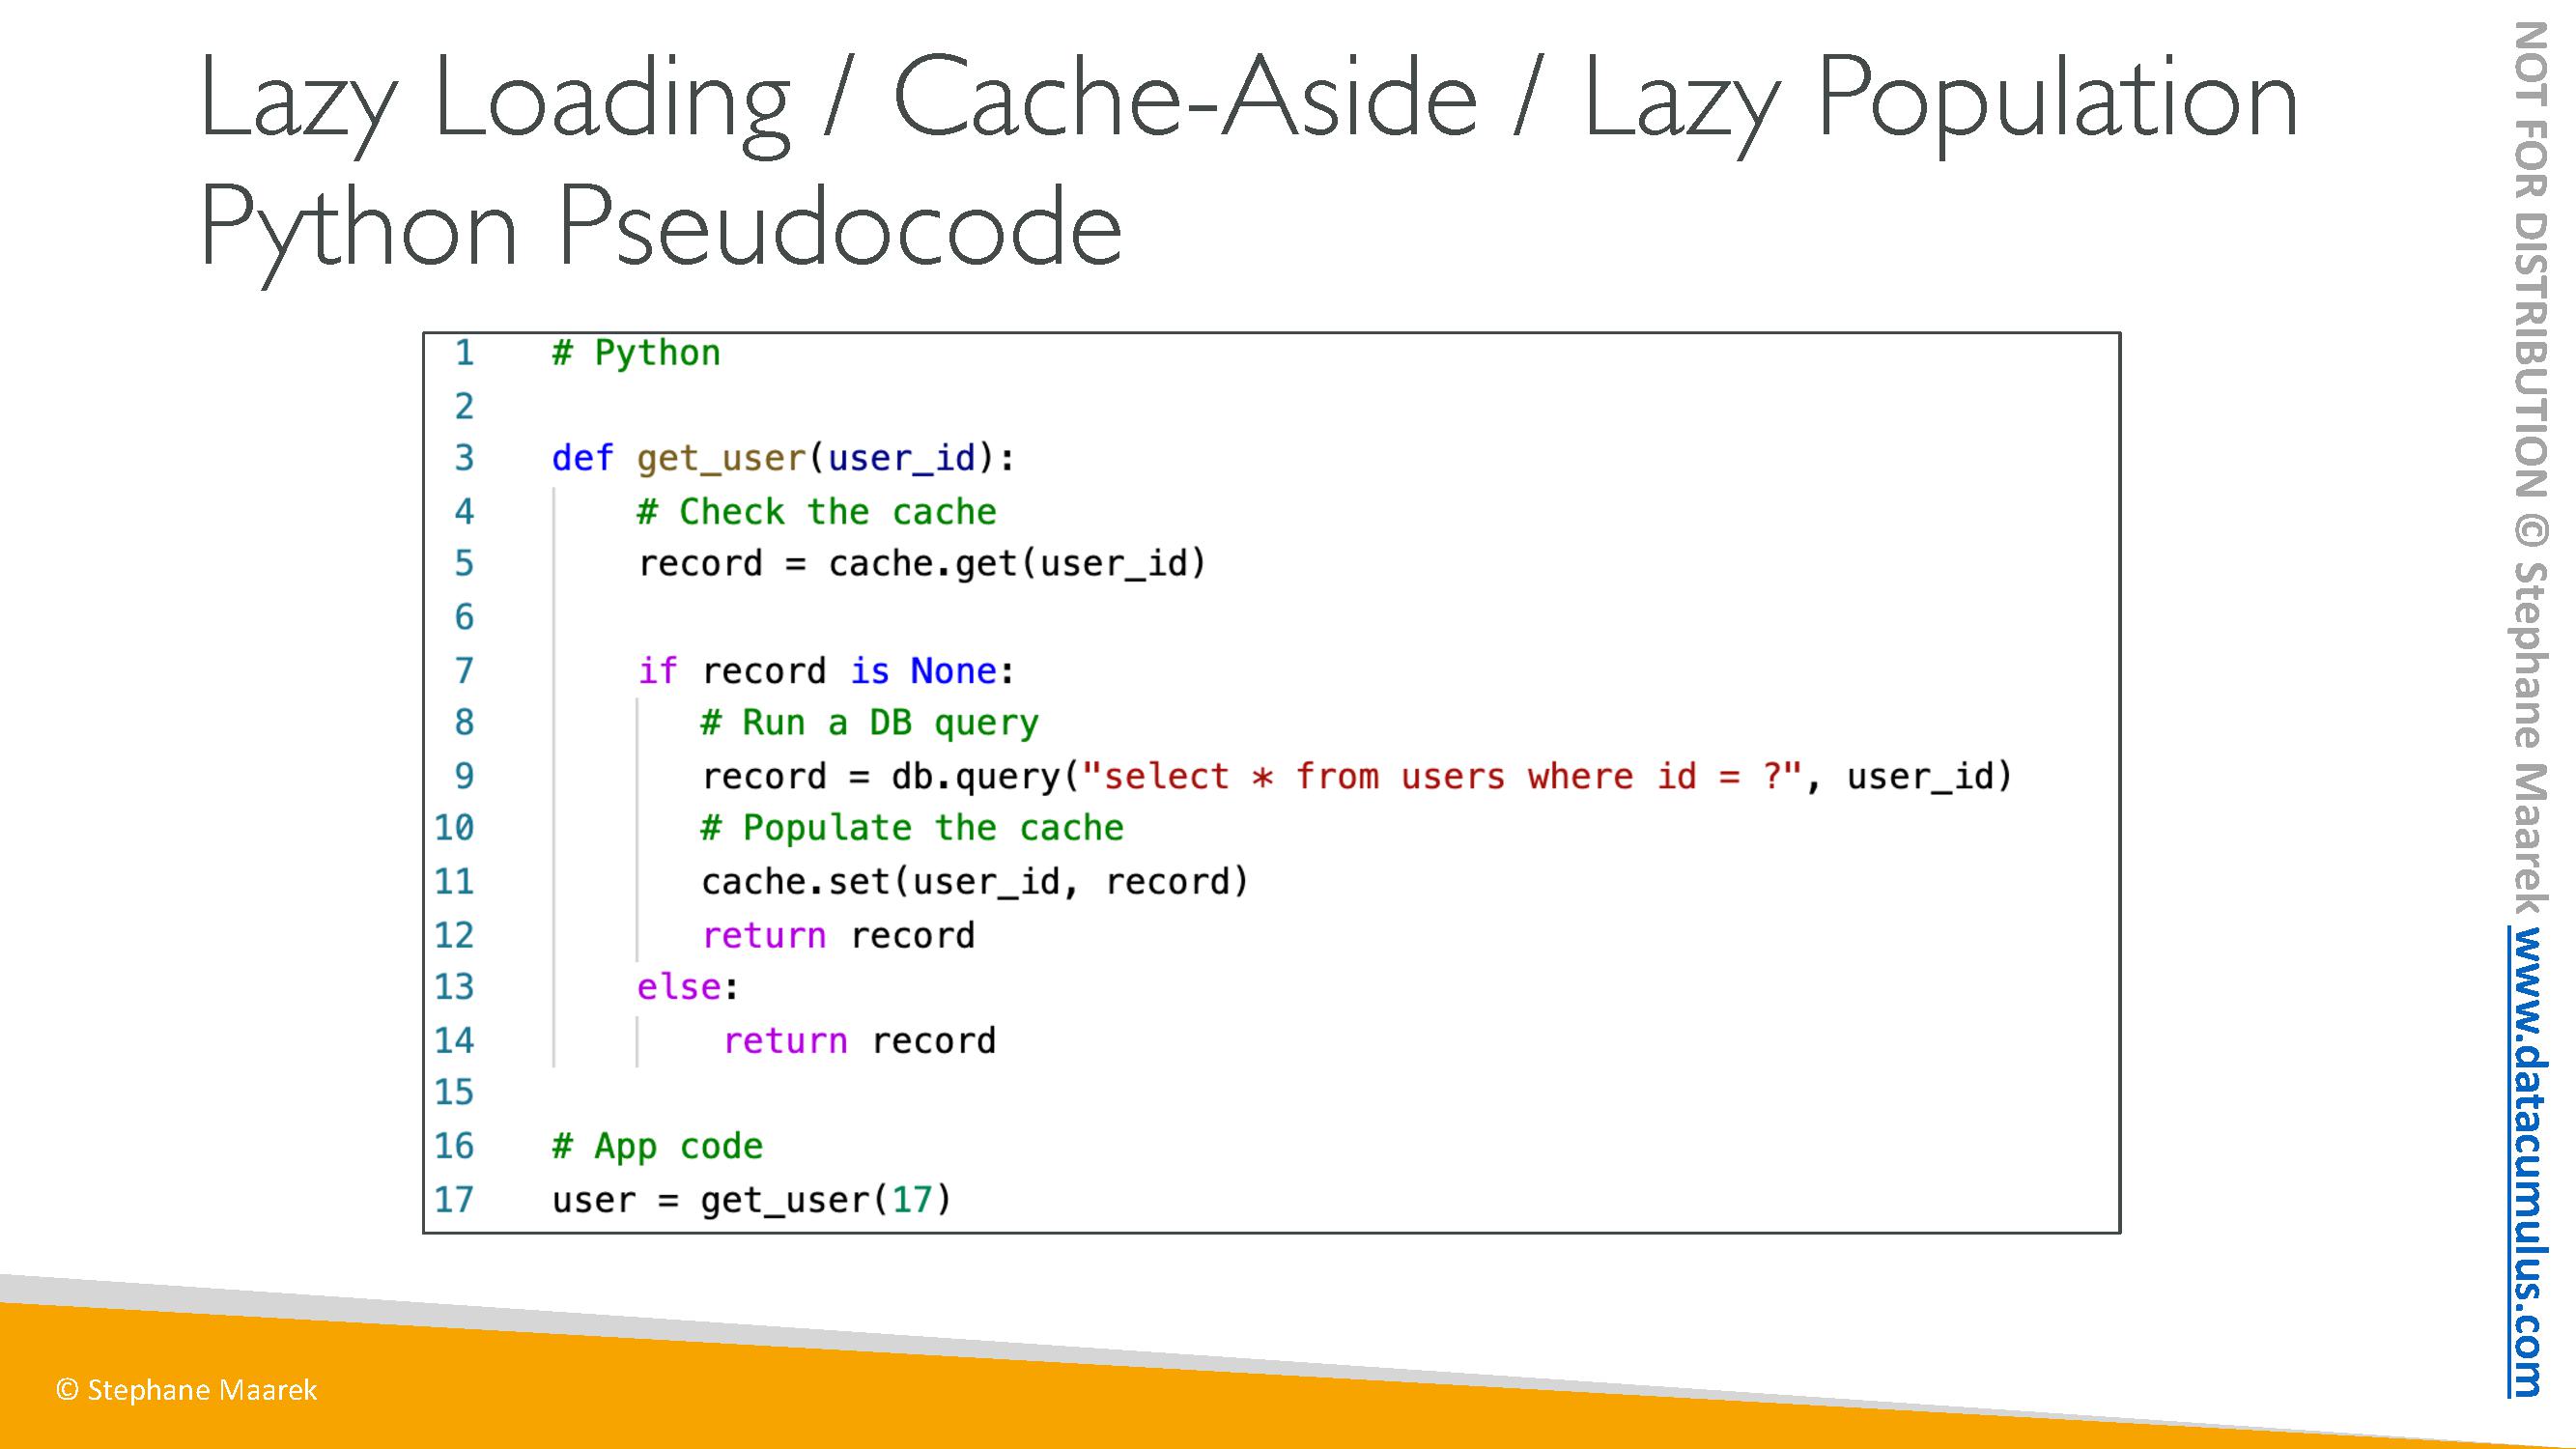 Lazy Loading / Cache-Aside / Lazy Population
Python Pseudocode
1 # Python
2
3 def get_user(user_id):
4     # Check the cache
5     record = cache.get(user_id)
6
7     if record is None:
8        # Run a DB query
9        record = db.query("select * from users where id = ?", user_id)
10        # Populate the cache
11        cache.set(user_id, record)
12        return record
13     else:
14         return record
15
16 # App code
17 user = get_user(17)
© Stephane Maarek
NOT FOR DISTRIBUTION © Stephane Maarek www.datacumulus.com